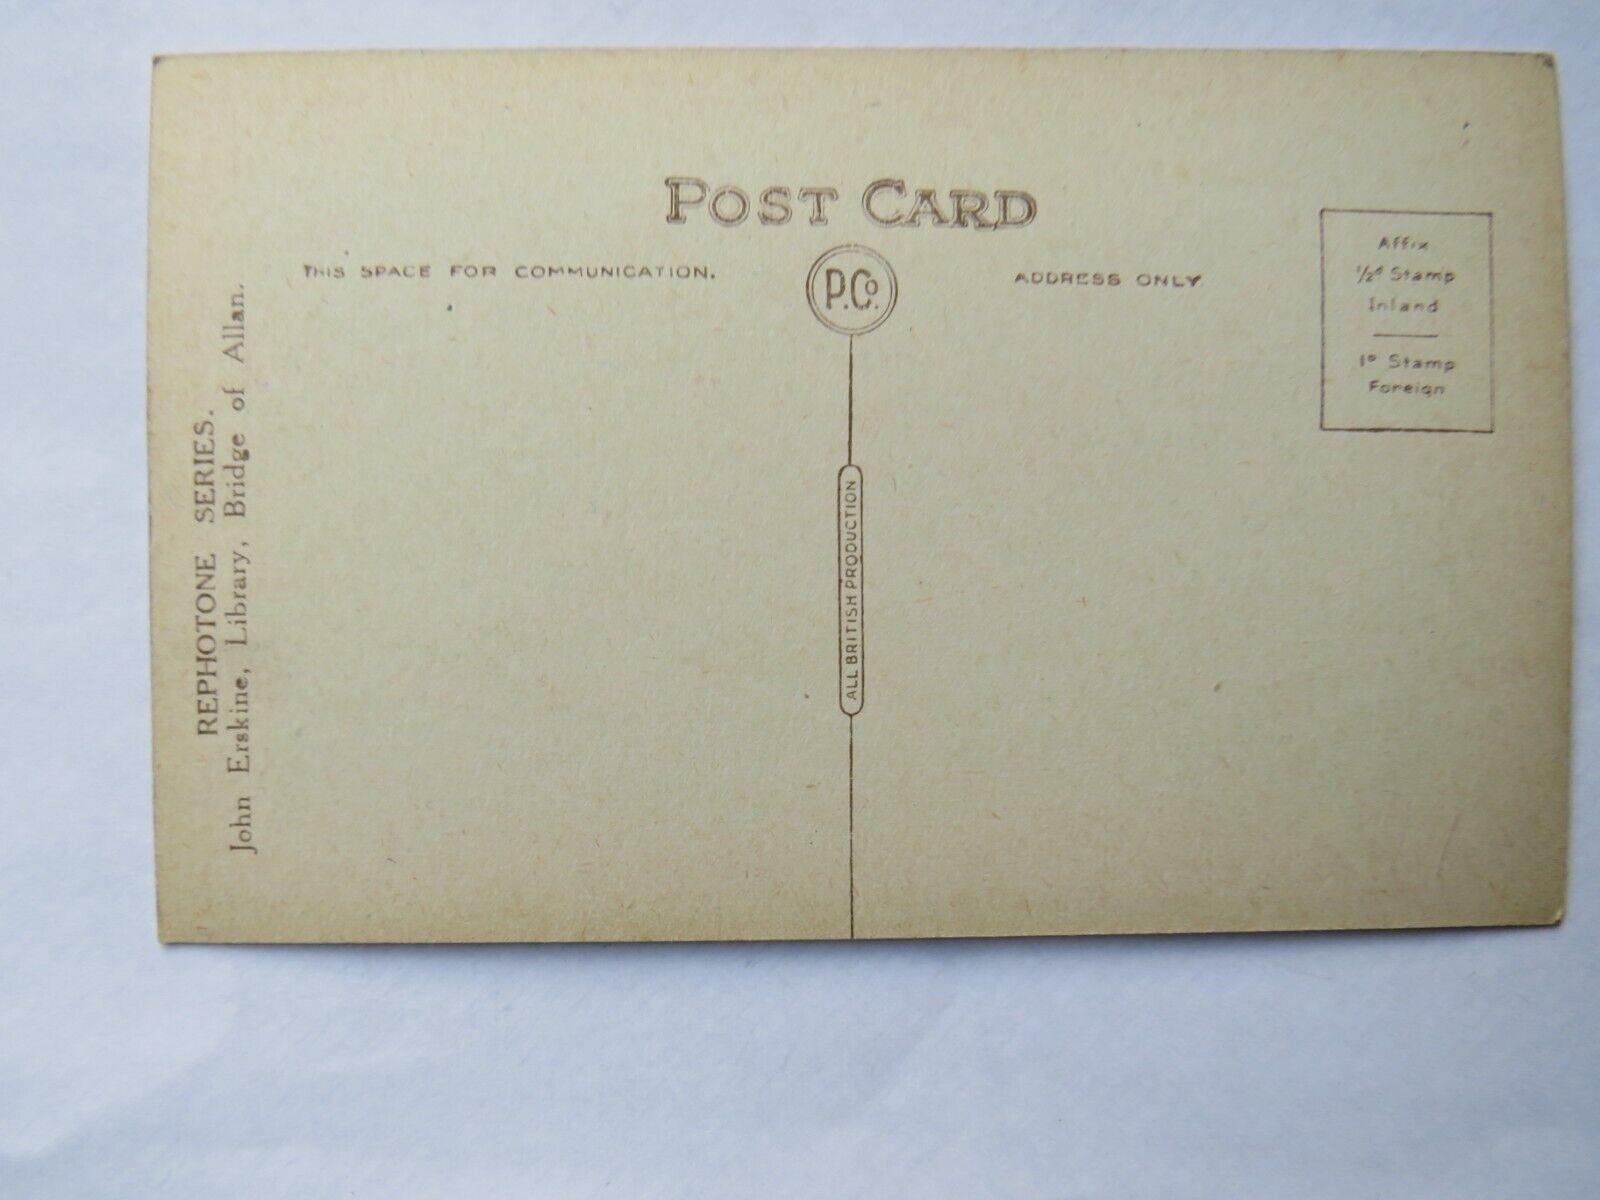 POST CARD
THIS SPACE FOR COMMUNICATION.
P.Co.
ADDRESS ONLY
Affix
½d Stamp
Inland
1D Stamp
Foreign
ALL BRITISH PRODUCTION
REPHOTONE SERIES.
John Erskine, Library, Bridge of Allan.